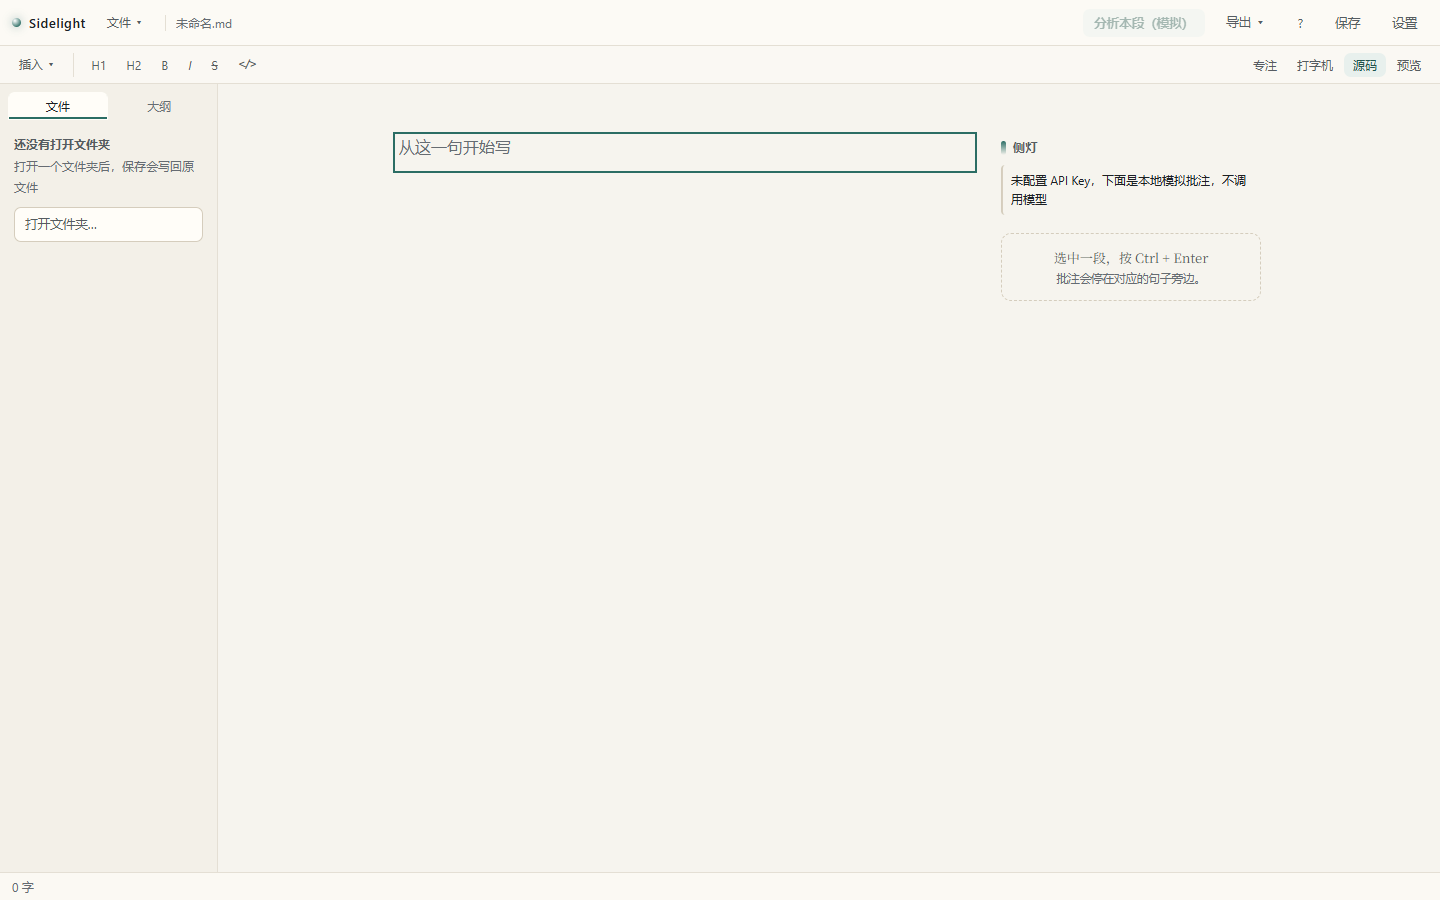 Sidelight 文件 ▾ 未命名.md 分析本段（模拟） 导出 ▾ ? 保存 设置
插入 ▾ H1 H2 B I S </> 专注 打字机 源码 预览
文件 大纲
还没有打开文件夹
打开一个文件夹后，保存会写回原
文件
打开文件夹...
从这一句开始写
侧灯
未配置 API Key，下面是本地模拟批注，不调
用模型
选中一段，按 Ctrl + Enter
批注会停在对应的句子旁边。
0 字